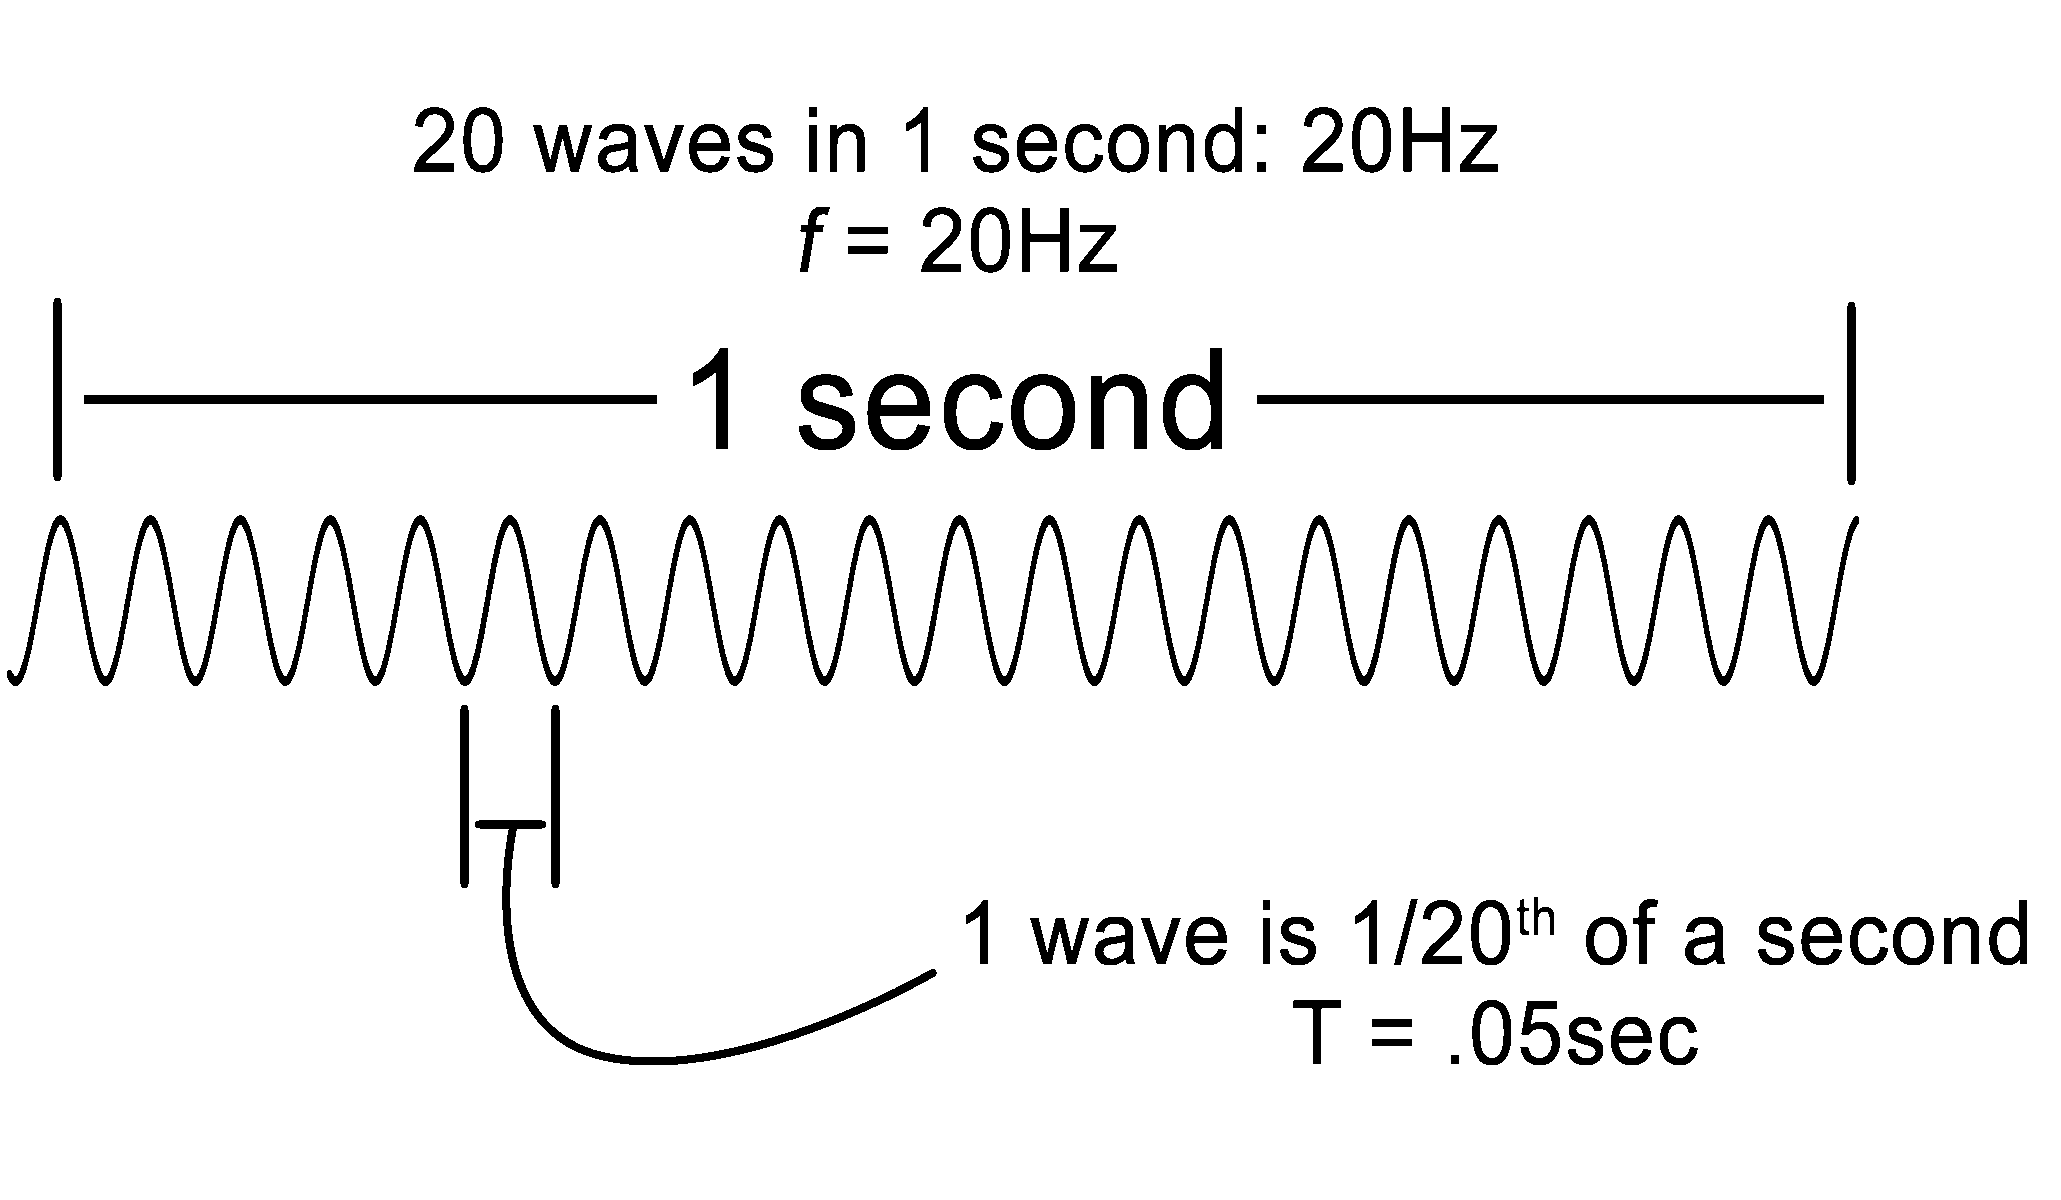 20 waves in 1 second: 20Hz
f = 20Hz
1 second
1 wave is 1/20th of a second
T = .05sec